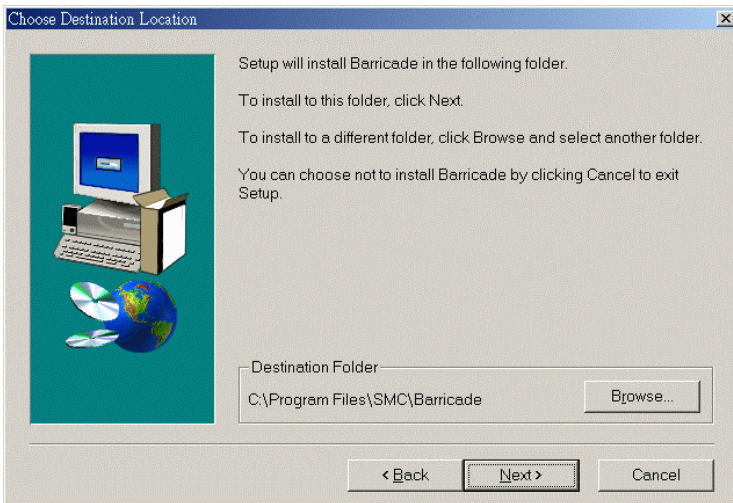 Choose Destination Location
Setup will install Barricade in the following folder.
To install to this folder, click Next.
To install to a different folder, click Browse and select another folder.
You can choose not to install Barricade by clicking Cancel to exit
Setup.
Destination Folder
C:\Program Files\SMC\Barricade
Browse...
< Back
Next >
Cancel